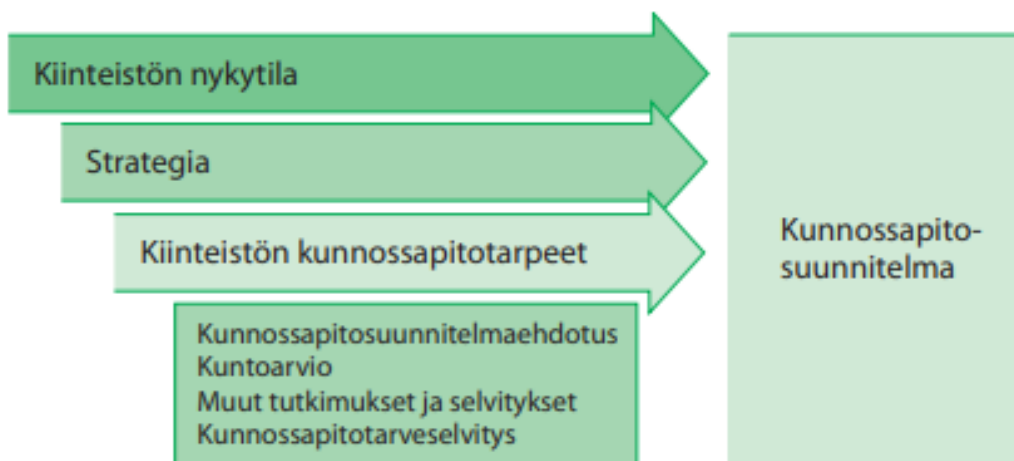 Kiinteistön nykytila
Strategia
Kiinteistön kunnossapitotarpeet
Kunnossapitosuunnitelmaehdotus
Kuntoarvio
Muut tutkimukset ja selvitykset
Kunnossapitotarveselvitys
Kunnossapito-
suunnitelma